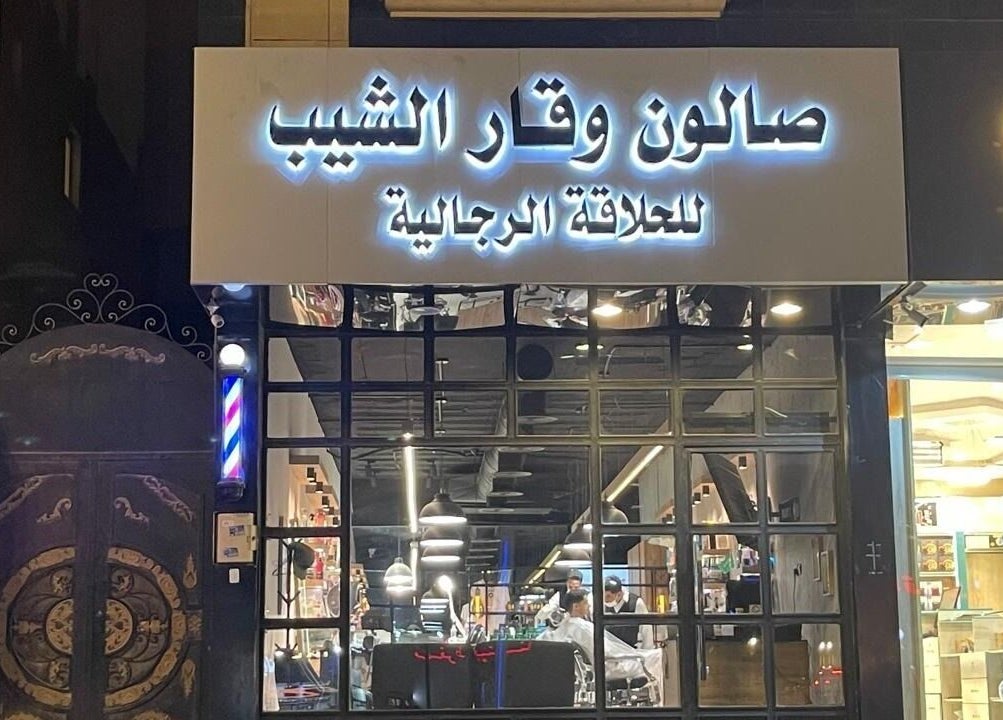 صالون وقار الشيب
للحلاقة الرجالية